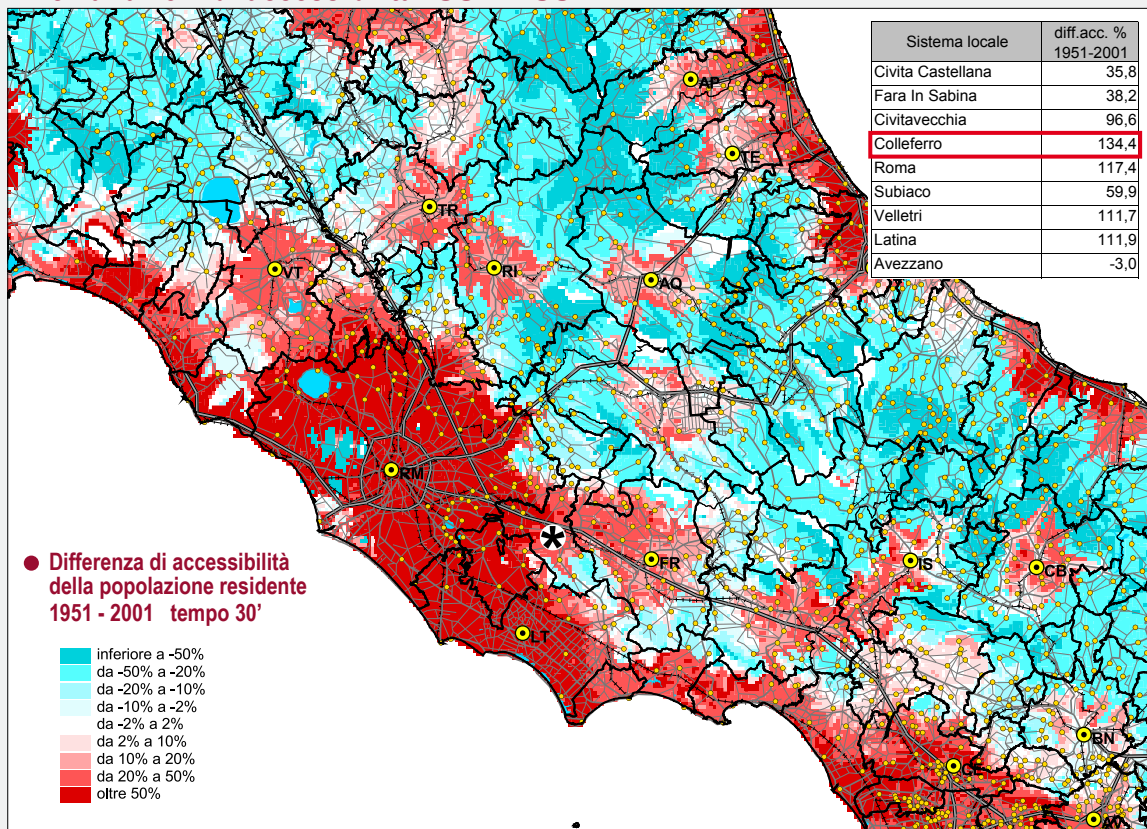 Sistema locale diff.acc. % 1951-2001
Civita Castellana 35,8
Fara In Sabina 38,2
Civitavecchia 96,6
Colleferro 134,4
Roma 117,4
Subiaco 59,9
Velletri 111,7
Latina 111,9
Avezzano -3,0
AP
TE
TR
VT
RI
AQ
RM
*
FR
IS
CB
LT
BN
CE
AV
Differenza di accessibilità
della popolazione residente
1951 - 2001 tempo 30'
inferiore a -50%
da -50% a -20%
da -20% a -10%
da -10% a -2%
da -2% a 2%
da 2% a 10%
da 10% a 20%
da 20% a 50%
oltre 50%